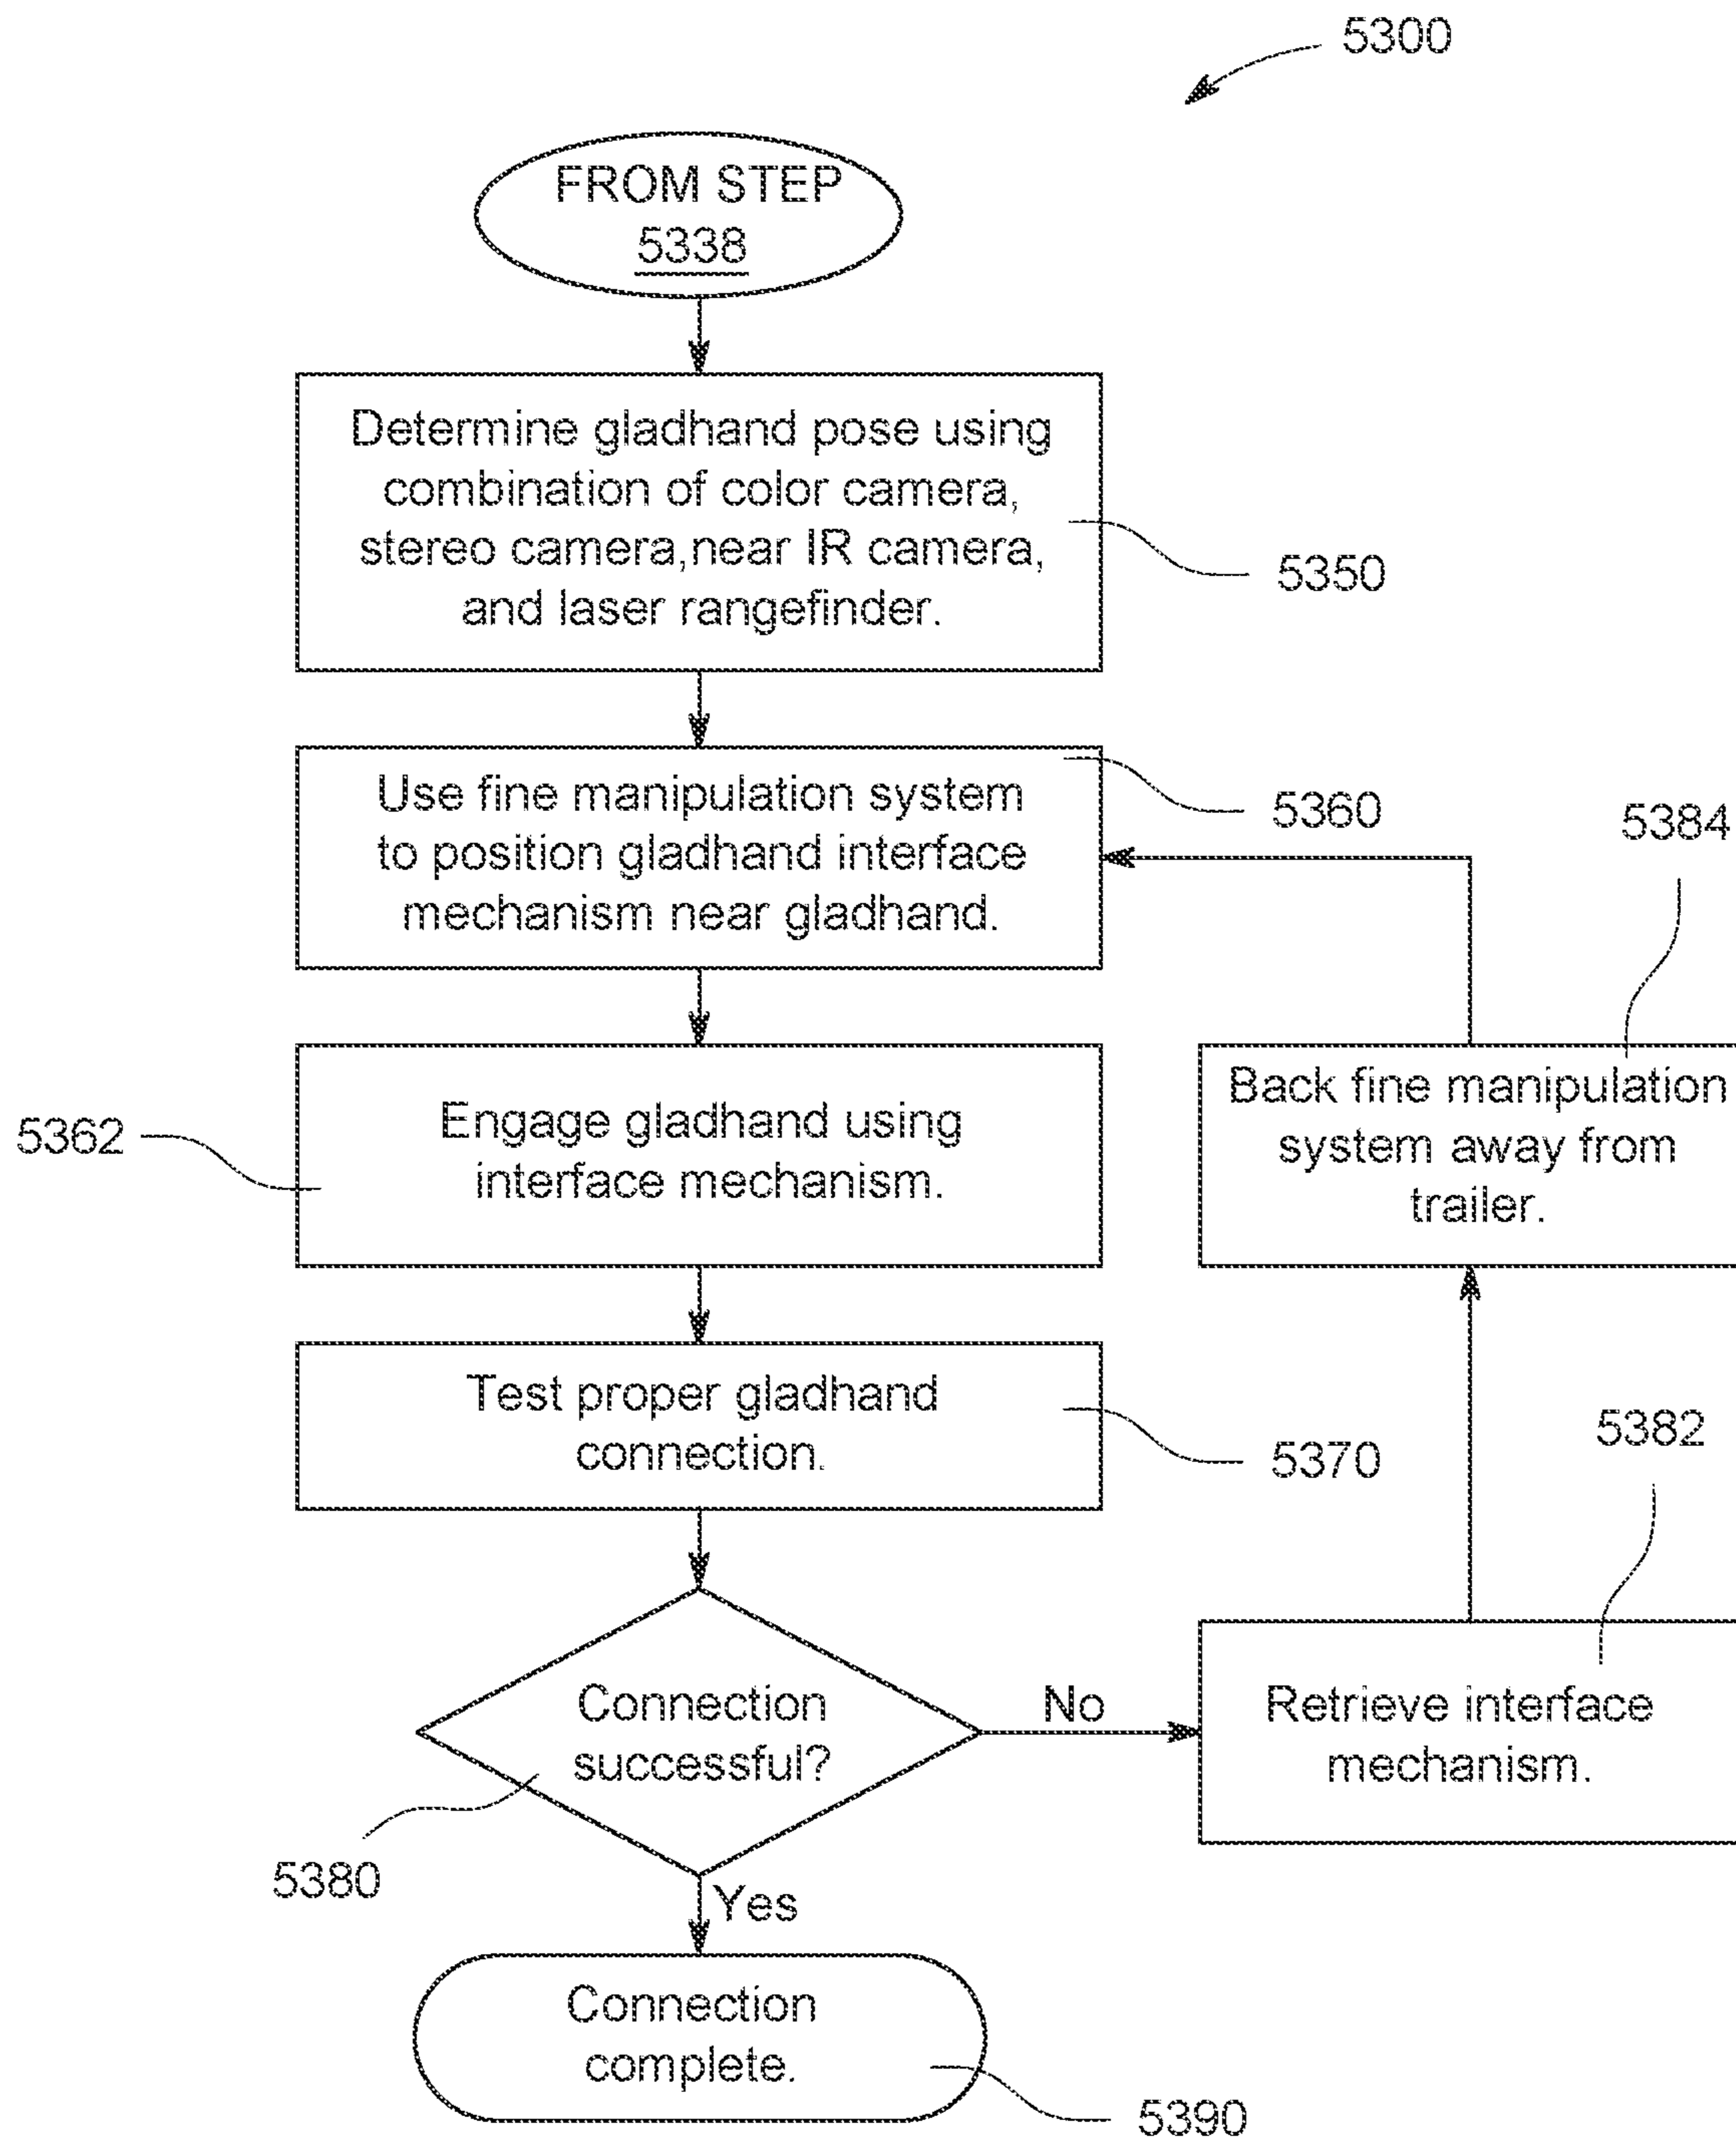 5300
FROM STEP
5338
Determine gladhand pose using
combination of color camera,
stereo camera,near IR camera,
and laser rangefinder.
5350
Use fine manipulation system
to position gladhand interface
mechanism near gladhand.
5360
5384
Engage gladhand using
interface mechanism.
5362
Back fine manipulation
system away from
trailer.
Test proper gladhand
connection.
5370
5382
Connection
successful?
5380
No
Retrieve interface
mechanism.
Yes
Connection
complete.
5390